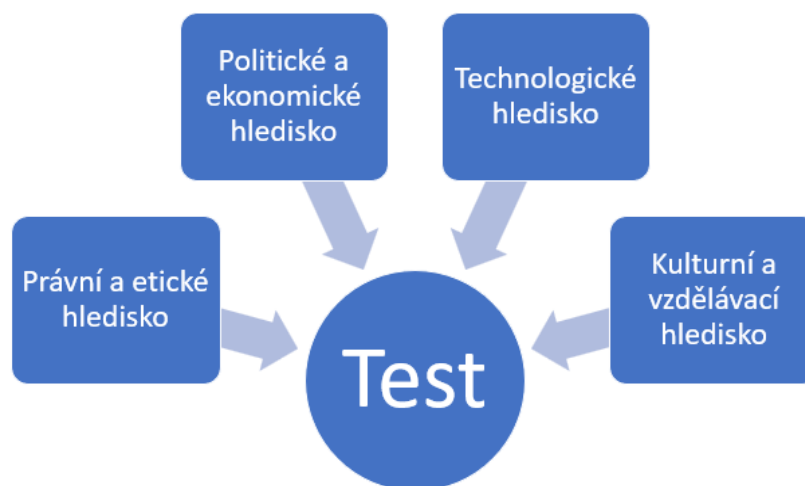 Politické a
ekonomické
hledisko
Technologické
hledisko
Právní a etické
hledisko
Kulturní a
vzdělávací
hledisko
Test